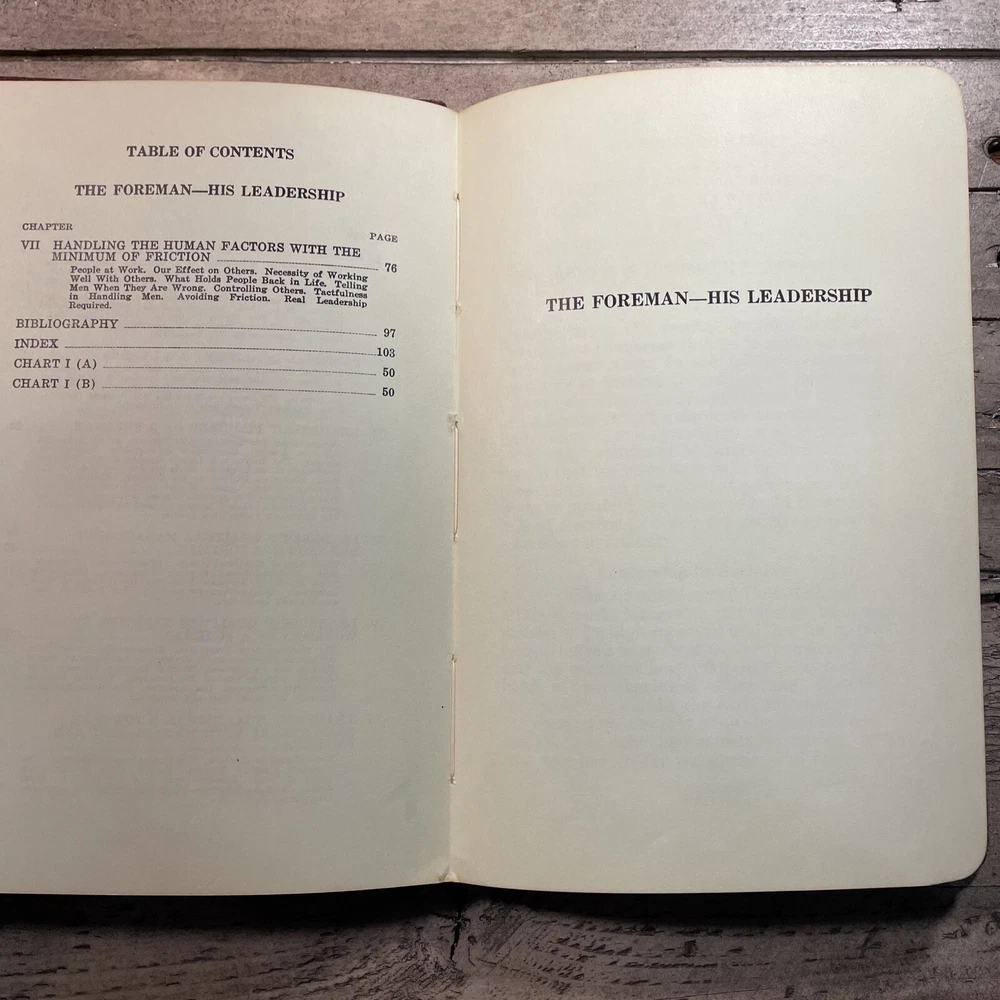 TABLE OF CONTENTS
THE FOREMAN—HIS LEADERSHIP
CHAPTER PAGE
VII HANDLING THE HUMAN FACTORS WITH THE
MINIMUM OF FRICTION 76
People at Work. Our Effect on Others. Necessity of Working
Well With Others. What Holds People Back in Life. Telling
Men When They Are Wrong. Controlling Others. Tactfulness
in Handling Men. Avoiding Friction. Real Leadership
Required.
BIBLIOGRAPHY 97
INDEX 103
CHART I (A) 50
CHART I (B) 50
THE FOREMAN—HIS LEADERSHIP